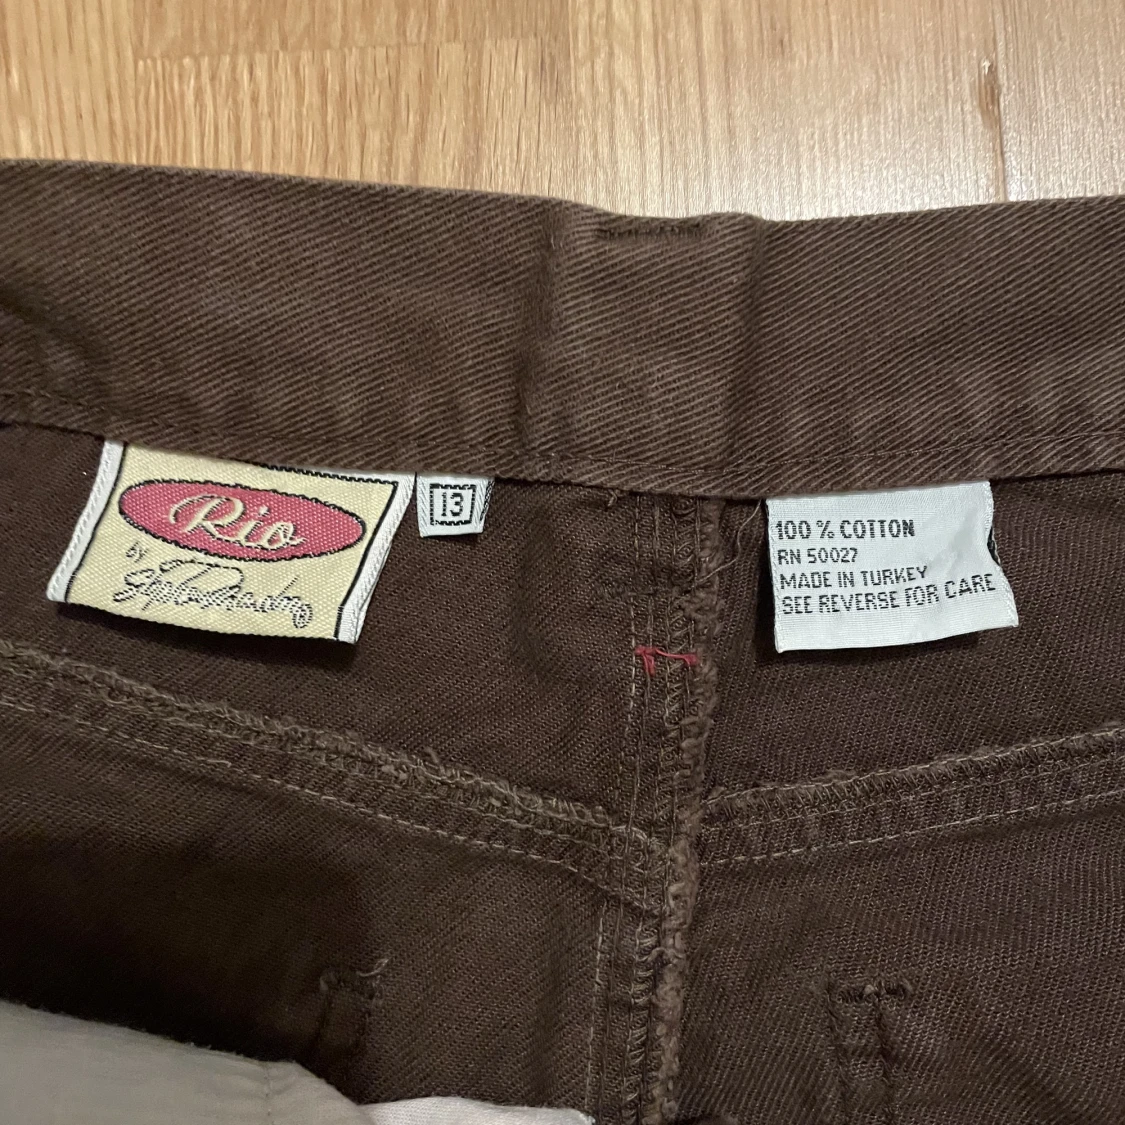 Rio
by
13
100 % COTTON
RN 50027
MADE IN TURKEY
SEE REVERSE FOR CARE